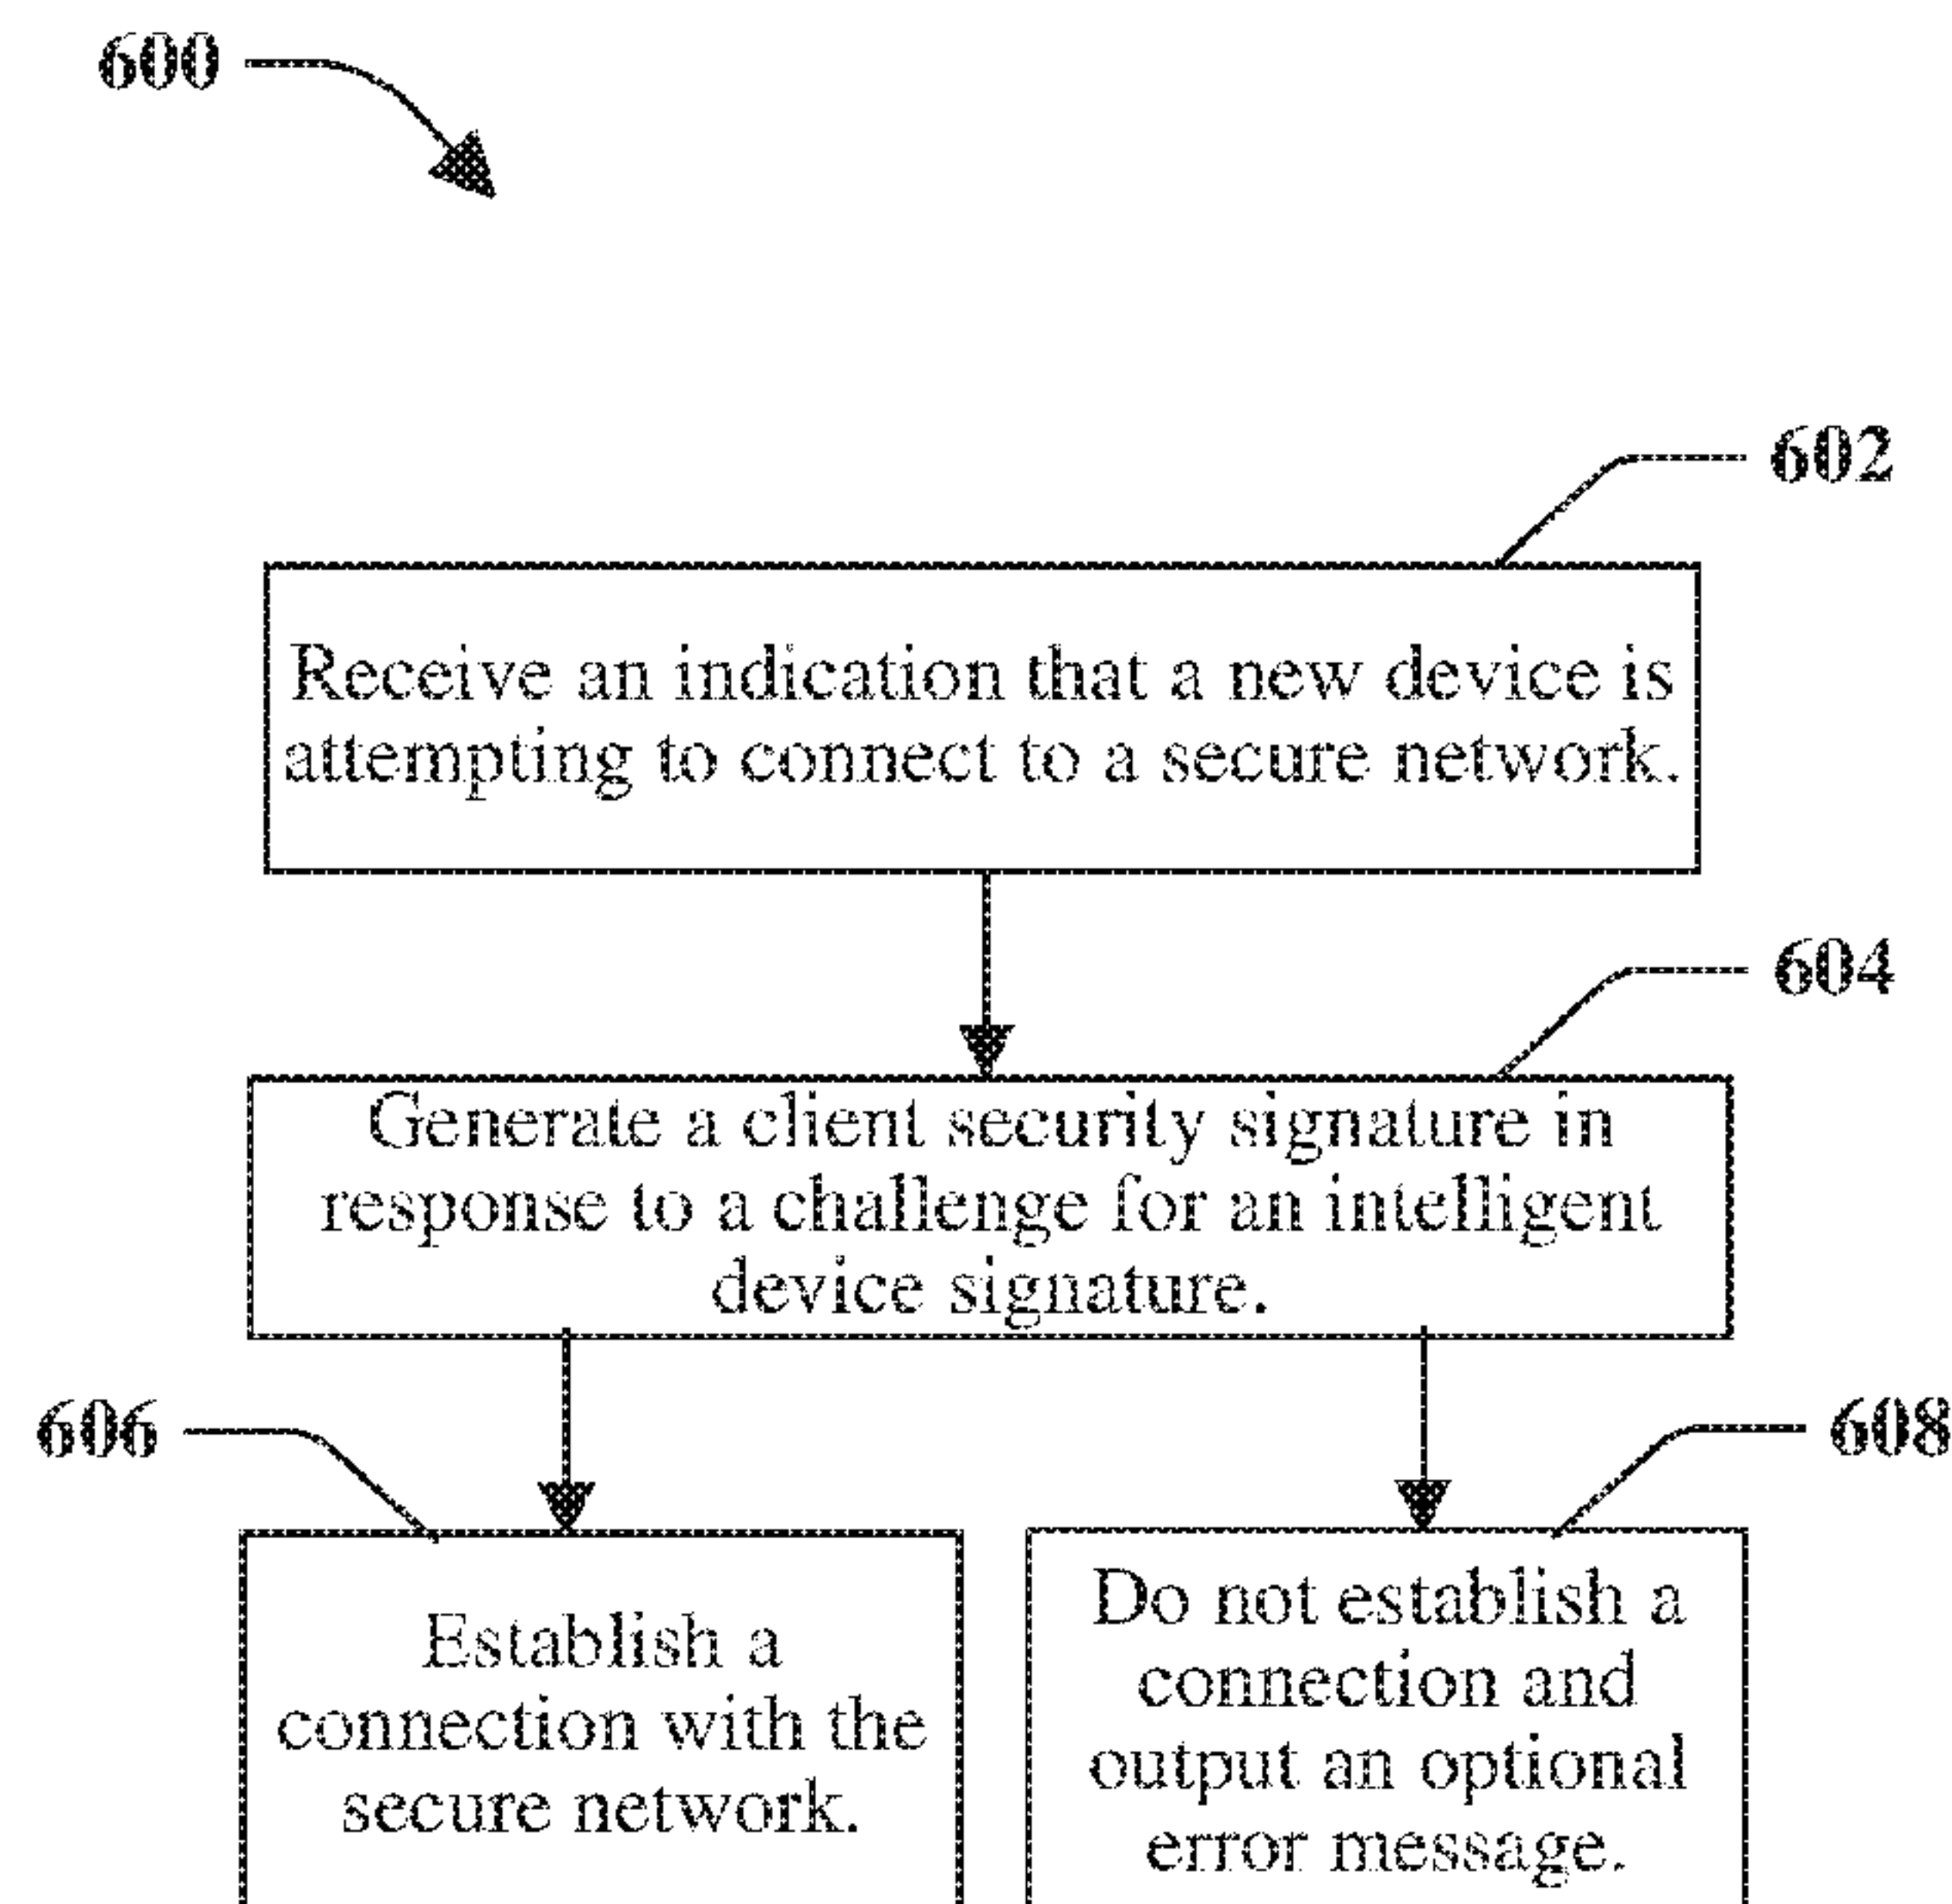 600
602
Receive an indication that a new device is
attempting to connect to a secure network.
604
Generate a client security signature in
response to a challenge for an intelligent
device signature.
606
608
Establish a
connection with the
secure network.
Do not establish a
connection and
output an optional
error message.